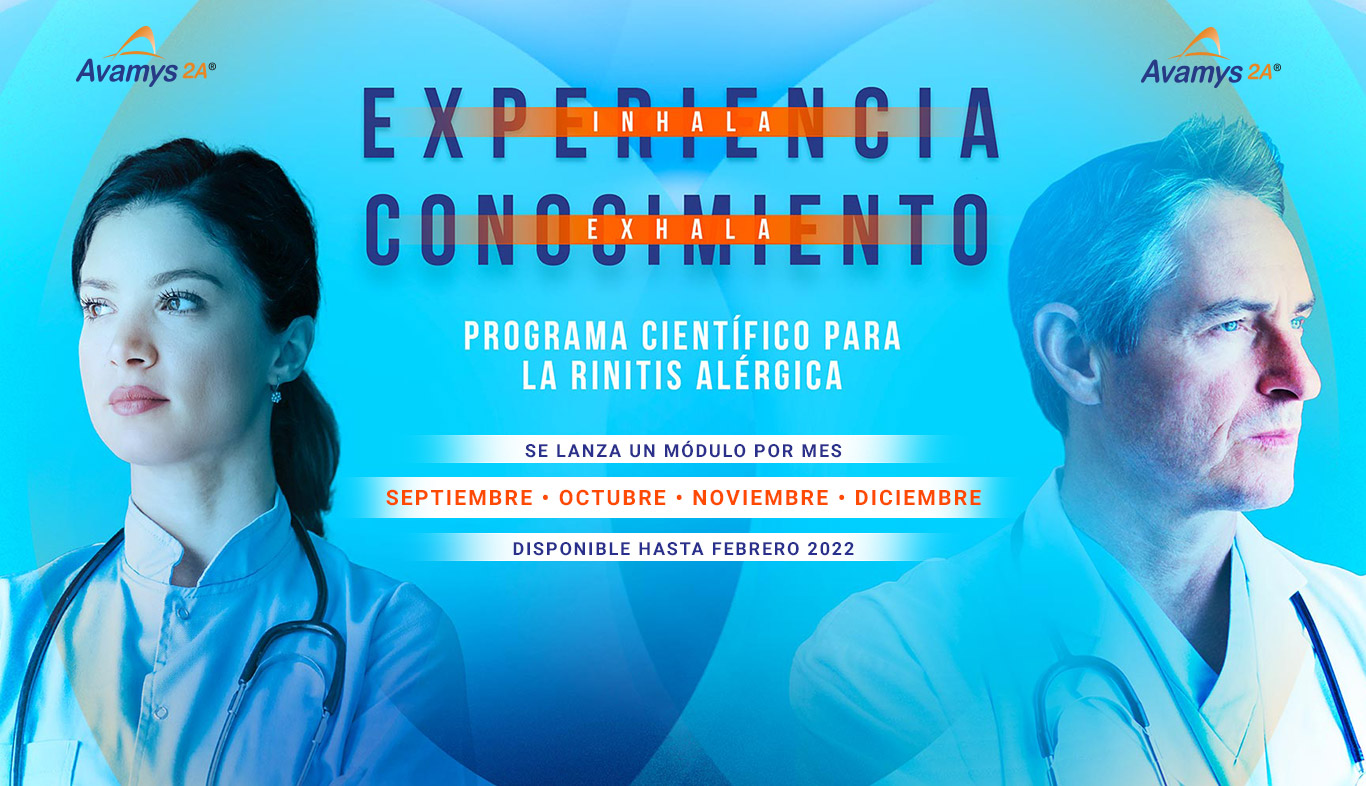 Avamys 2A®
Avamys 2A®
EXPERIENCIA
INHALA
CONOCIMIENTO
EXHALA
PROGRAMA CIENTÍFICO PARA
LA RINITIS ALÉRGICA
SE LANZA UN MÓDULO POR MES
SEPTIEMBRE • OCTUBRE • NOVIEMBRE • DICIEMBRE
DISPONIBLE HASTA FEBRERO 2022